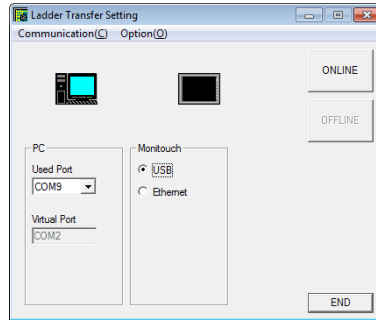 Ladder Transfer Setting
Communication(C) Option(O)
ONLINE
OFFLINE
PC
Used Port
COM9
Virtual Port
COM2
Monitouch
USB
Ethernet
END